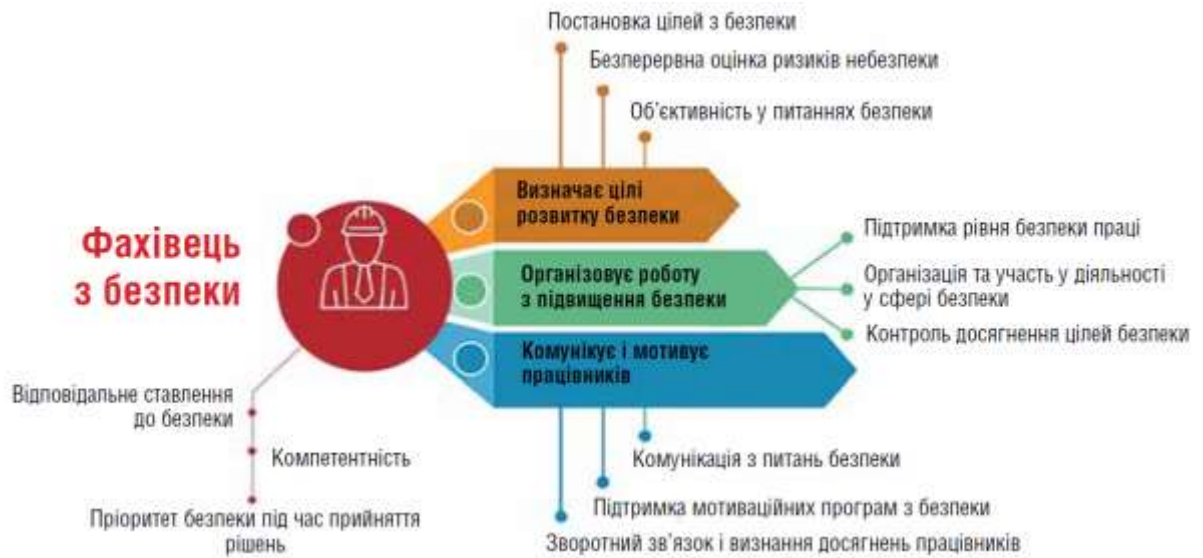 Постановка цілей з безпеки
Безперервна оцінка ризиків небезпеки
Об'єктивність у питаннях безпеки
Визначає цілі
розвитку безпеки
Фахівець
з безпеки
Організовує роботу
з підвищення безпеки
Підтримка рівня безпеки праці
Організація та участь у діяльності
у сфері безпеки
Контроль досягнення цілей безпеки
Комунікує і мотивує
працівників
Відповідальне ставлення
до безпеки
Компетентність
Пріоритет безпеки під час прийняття
рішень
Комунікація з питань безпеки
Підтримка мотиваційних програм з безпеки
Зворотний зв'язок і визнання досягнень працівників